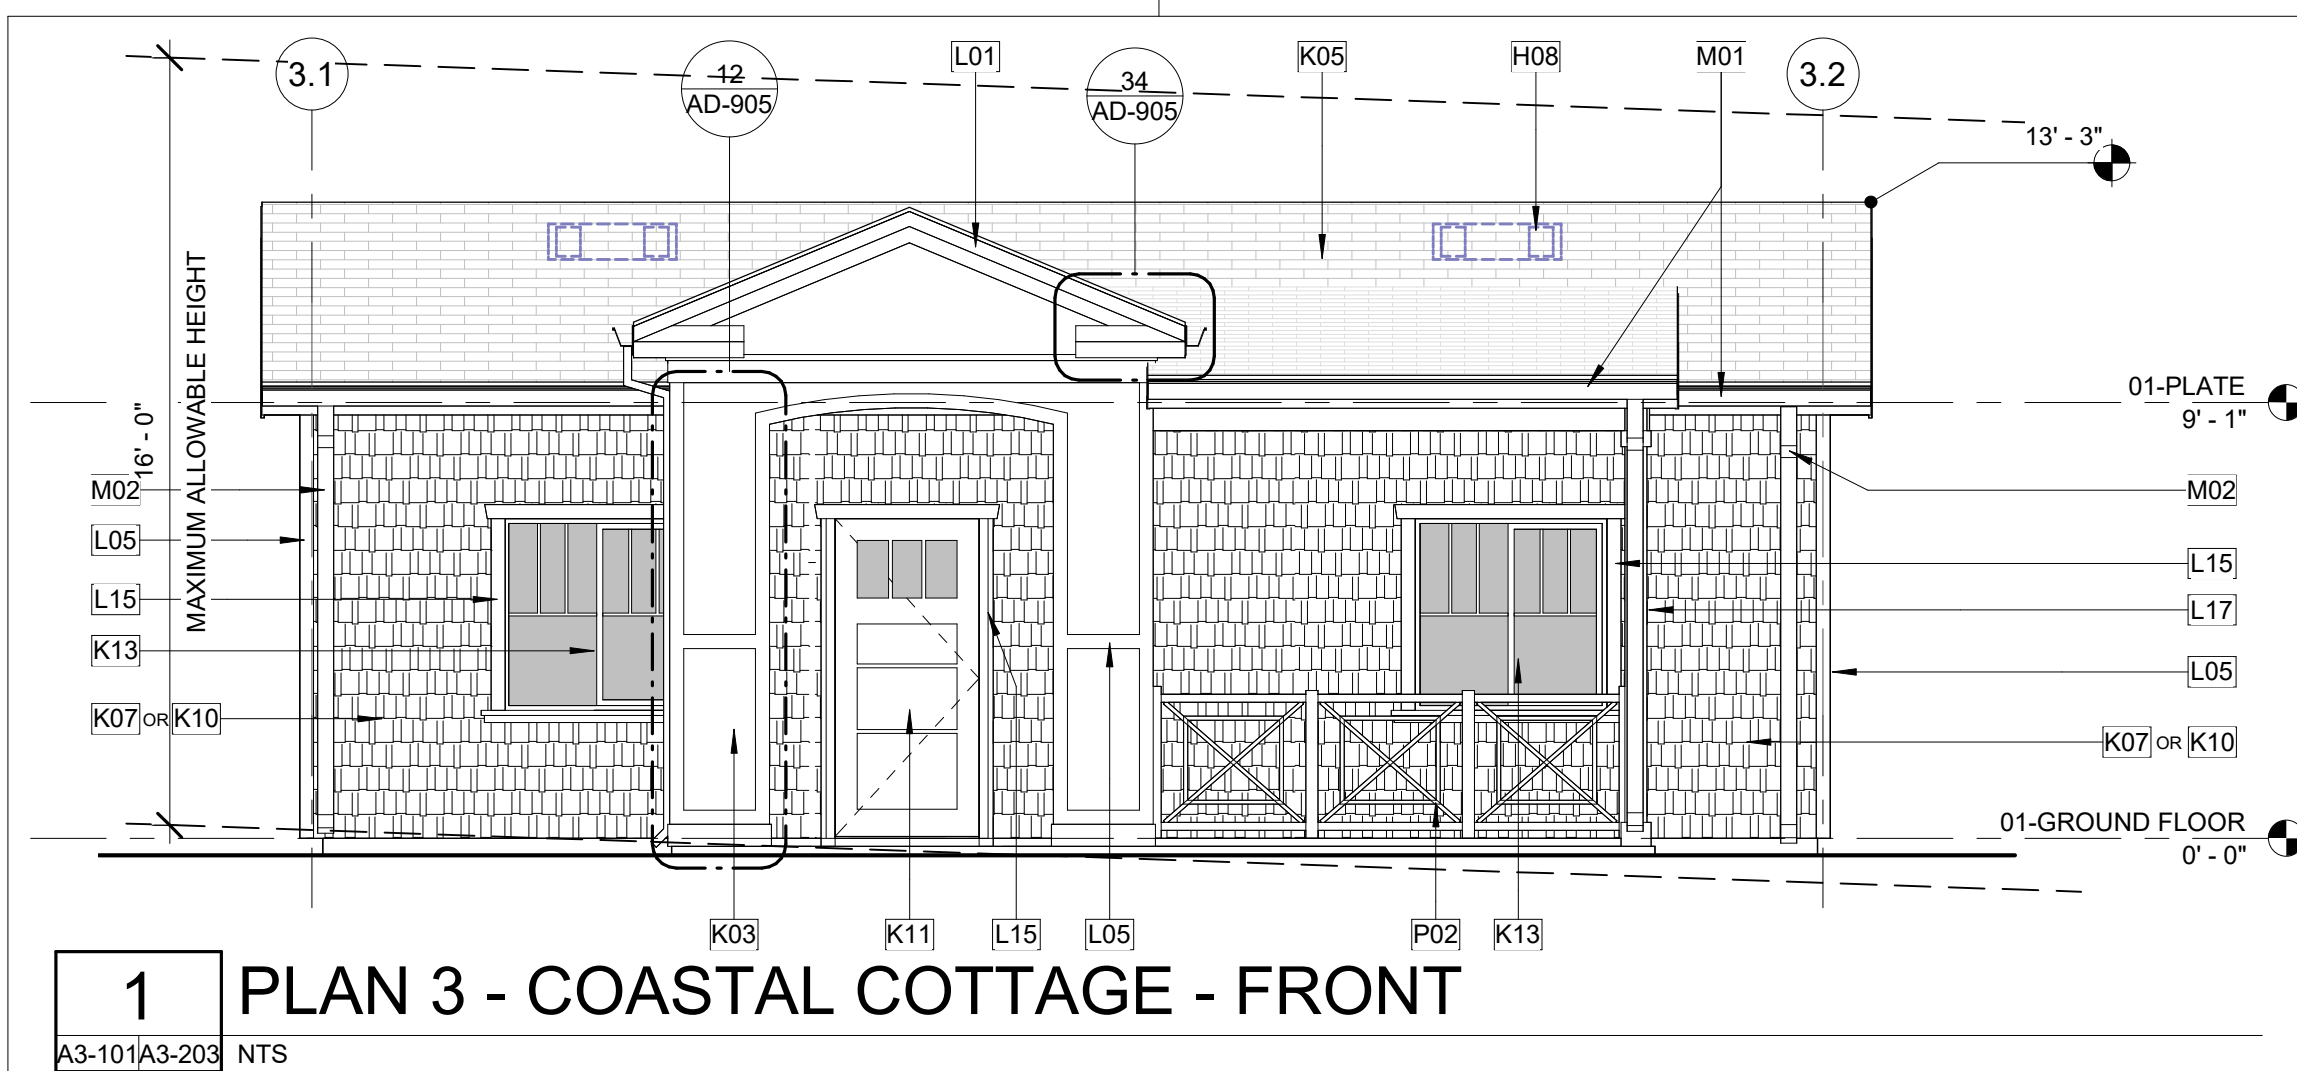 3.1
12
AD-905
L01
34
AD-905
K05
H08
M01
3.2
13' - 3"
MAXIMUM ALLOWABLE HEIGHT
16' - 0"
01-PLATE
9' - 1"
M02
L05
L15
K13
K07 OR K10
M02
L15
L17
L05
K07 OR K10
01-GROUND FLOOR
0' - 0"
K03
K11
L15
L05
P02
K13
1
PLAN 3 - COASTAL COTTAGE - FRONT
A3-101 A3-203 NTS